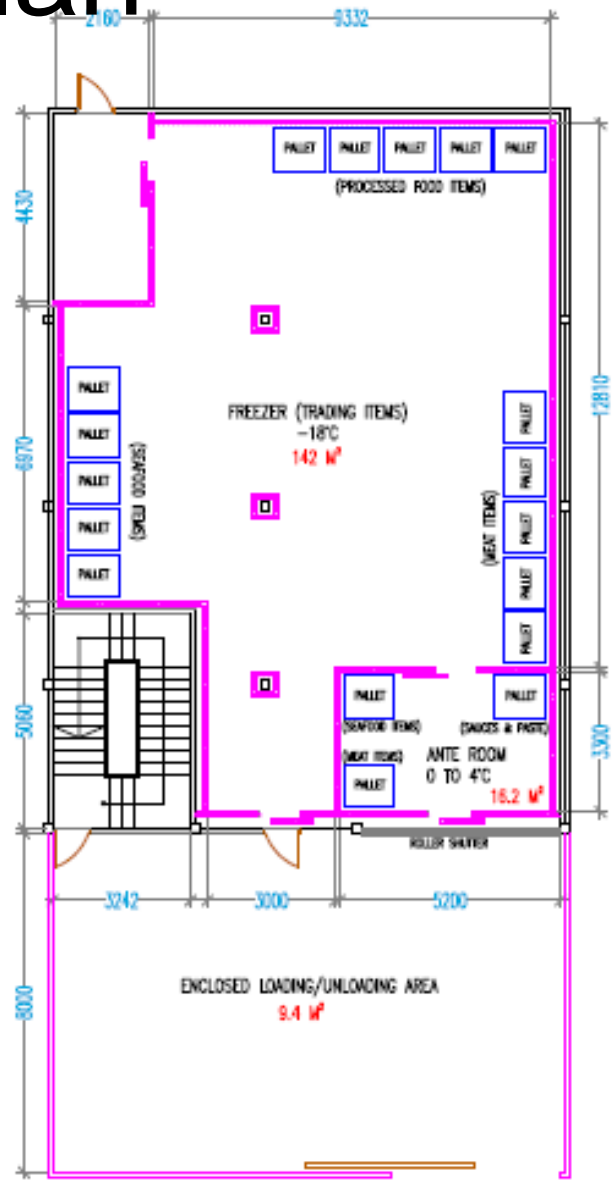 2160
9332
PALLET PALLET PALLET PALLET PALLET
(PROCESSED FOOD ITEMS)
4430
12810
FREEZER (TRADING ITEMS)
-18°C
142 M²
6970
PALLET
PALLET
PALLET
PALLET
PALLET
(SEAFOOD ITEMS)
(MEAT ITEMS)
PALLET
PALLET
PALLET
PALLET
PALLET
5060
PALLET
(SEAFOOD ITEMS)
PALLET
(SAUCES & PASTE)
(MEAT ITEMS)
PALLET
ANTE ROOM
0 TO 4°C
16.2 M²
3300
ROLLER SHUTTER
3242
3000
5200
ENCLOSED LOADING/UNLOADING AREA
9.4 M²